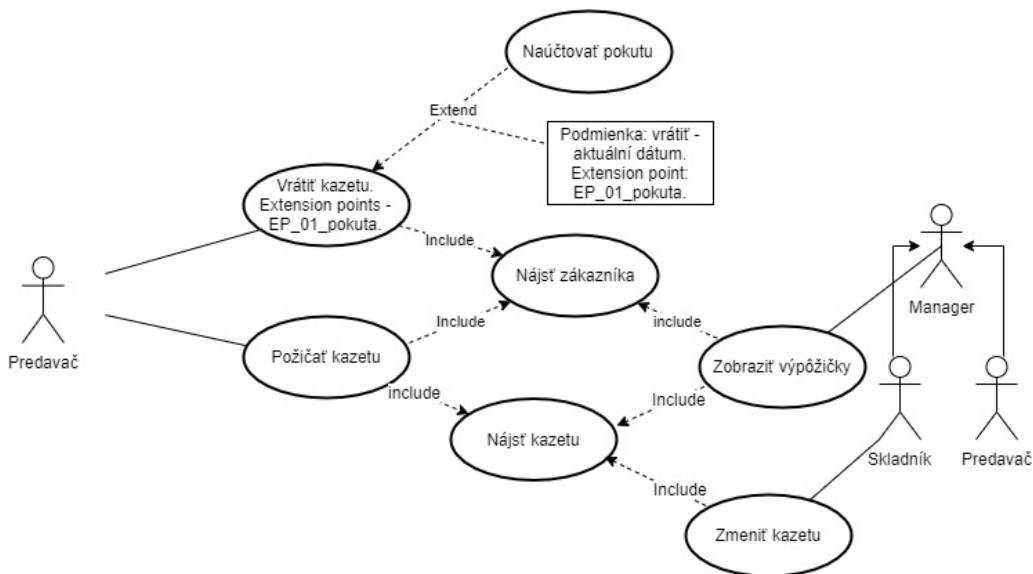 Naúčtovať pokutu
Extend
Podmienka: vrátiť -
aktuální dátum.
Extension point:
EP_01_pokuta.
Vrátiť kazetu.
Extension points -
EP_01_pokuta.
Include
Nájsť zákazníka
Manager
Predavač
Include
include
Požičať kazetu
Zobraziť výpôžičky
include
Include
Nájsť kazetu
Skladník
Predavač
Include
Zmeniť kazetu